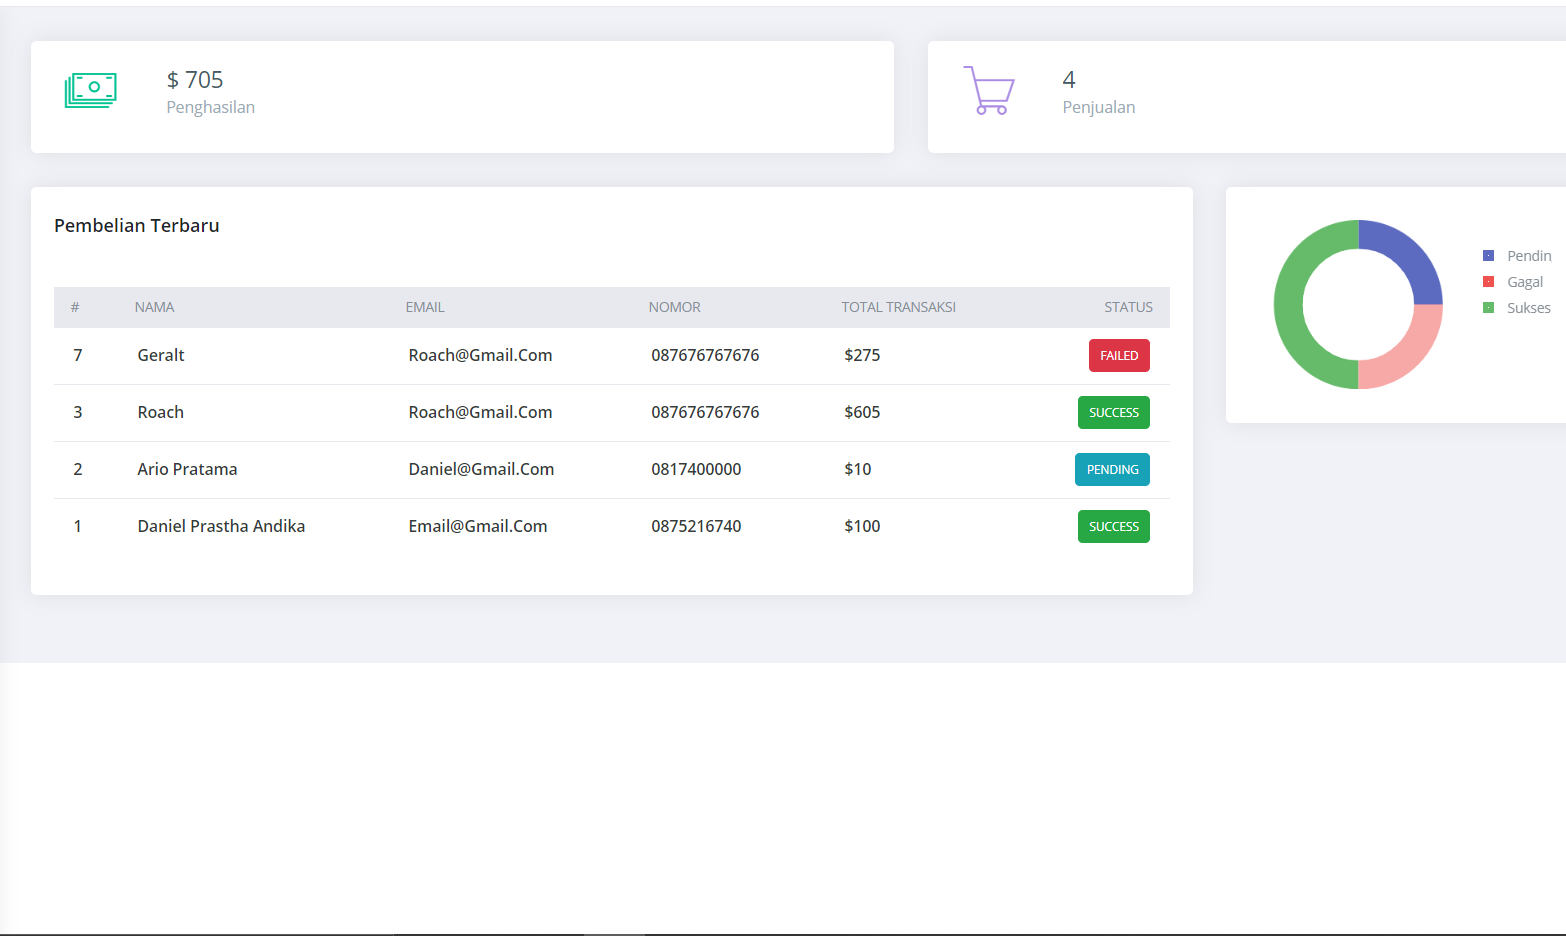 $ 705
Penghasilan
4
Penjualan
Pembelian Terbaru
# NAMA EMAIL NOMOR TOTAL TRANSAKSI STATUS
7 Geralt Roach@Gmail.Com 087676767676 $275 FAILED
3 Roach Roach@Gmail.Com 087676767676 $605 SUCCESS
2 Ario Pratama Daniel@Gmail.Com 0817400000 $10 PENDING
1 Daniel Prastha Andika Email@Gmail.Com 0875216740 $100 SUCCESS
Pendin
Gagal
Sukses